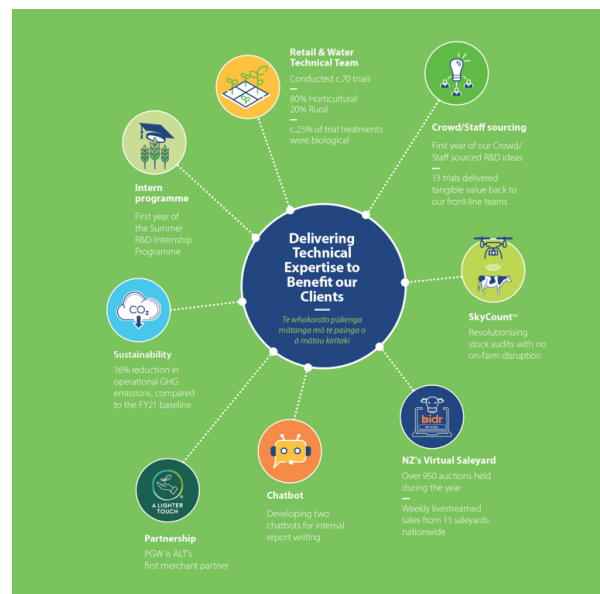 Delivering
Technical
Expertise to
Benefit our
Clients
Te whakarato pūkenga
mātanga mō te painga o
ā mātou kiritaki
Retail & Water
Technical Team
Conducted c.70 trials
80% Horticultural
20% Rural
c.25% of trial treatments
were biological
Crowd/Staff sourcing
First year of our Crowd/
Staff sourced R&D ideas
13 trials delivered
tangible value back to
our front-line teams
SkyCount™
Revolutionising
stock audits with no
on-farm disruption
bidr
NZ's Virtual Saleyard
Over 950 auctions held
during the year
Weekly livestreamed
sales from 13 saleyards
nationwide
Chatbot
Developing two
chatbots for internal
report writing
A LIGHTER
TOUCH
Partnership
PGW is ALT's
first merchant partner
CO₂
Sustainability
16% reduction in
operational GHG
emissions, compared
to the FY21 baseline
Intern
programme
First year of
the Summer
R&D Internship
Programme